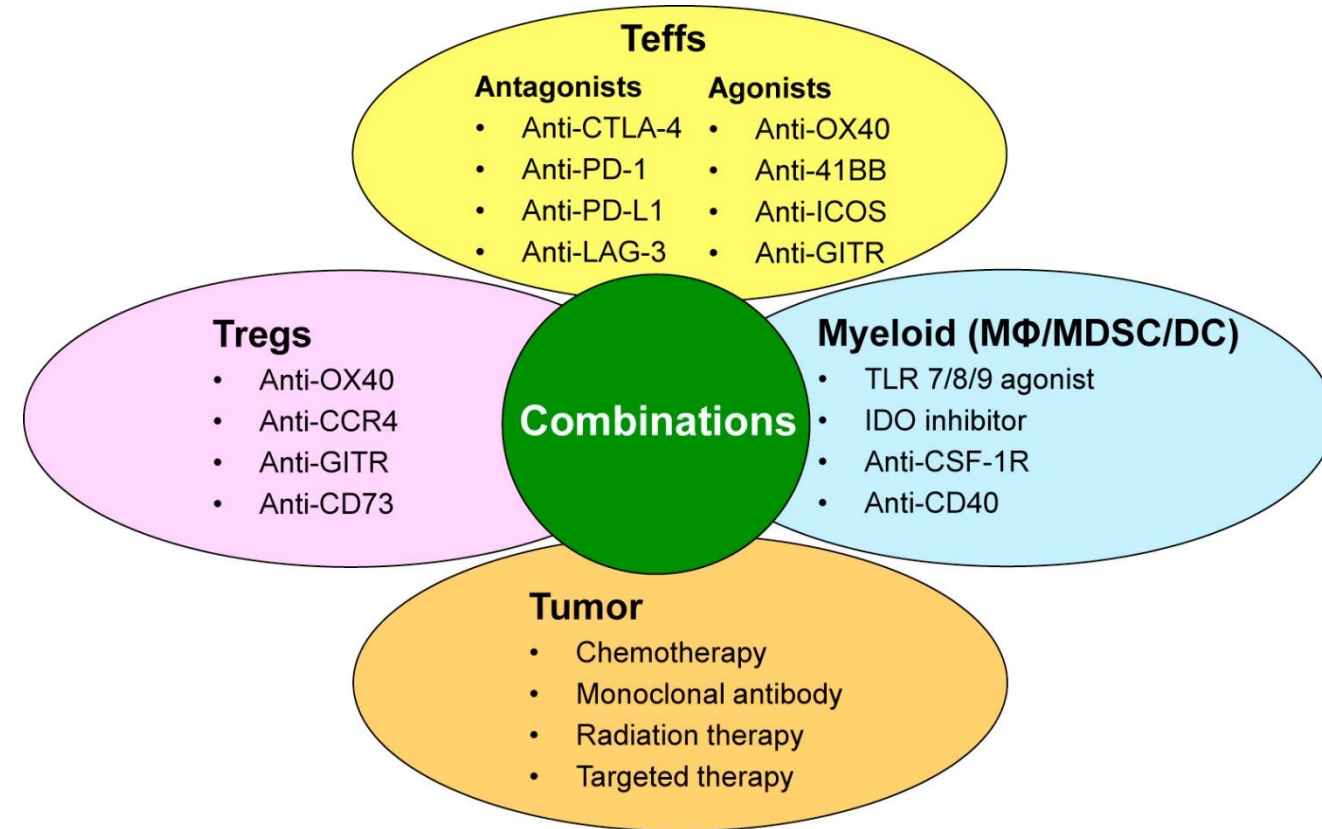 Teffs
Antagonists
• Anti-CTLA-4
• Anti-PD-1
• Anti-PD-L1
• Anti-LAG-3
Agonists
• Anti-OX40
• Anti-41BB
• Anti-ICOS
• Anti-GITR
Tregs
• Anti-OX40
• Anti-CCR4
• Anti-GITR
• Anti-CD73
Combinations
Myeloid (MΦ/MDSC/DC)
• TLR 7/8/9 agonist
• IDO inhibitor
• Anti-CSF-1R
• Anti-CD40
Tumor
• Chemotherapy
• Monoclonal antibody
• Radiation therapy
• Targeted therapy